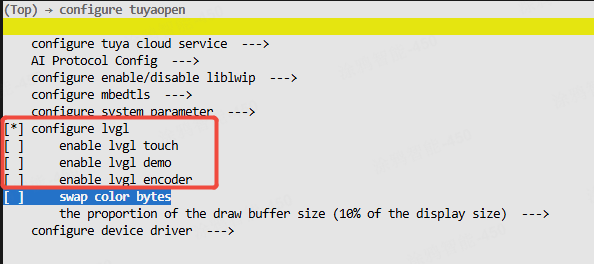 (Top) → configure tuyaopen
configure tuya cloud service --->
AI Protocol Config --->
configure enable/disable liblwip --->
configure mbedtls --->
configure system parameter --->
[*] configure lvgl
[ ] enable lvgl touch
[ ] enable lvgl demo
[ ] enable lvgl encoder
[ ] swap color bytes
the proportion of the draw buffer size (10% of the display size) --->
configure device driver --->